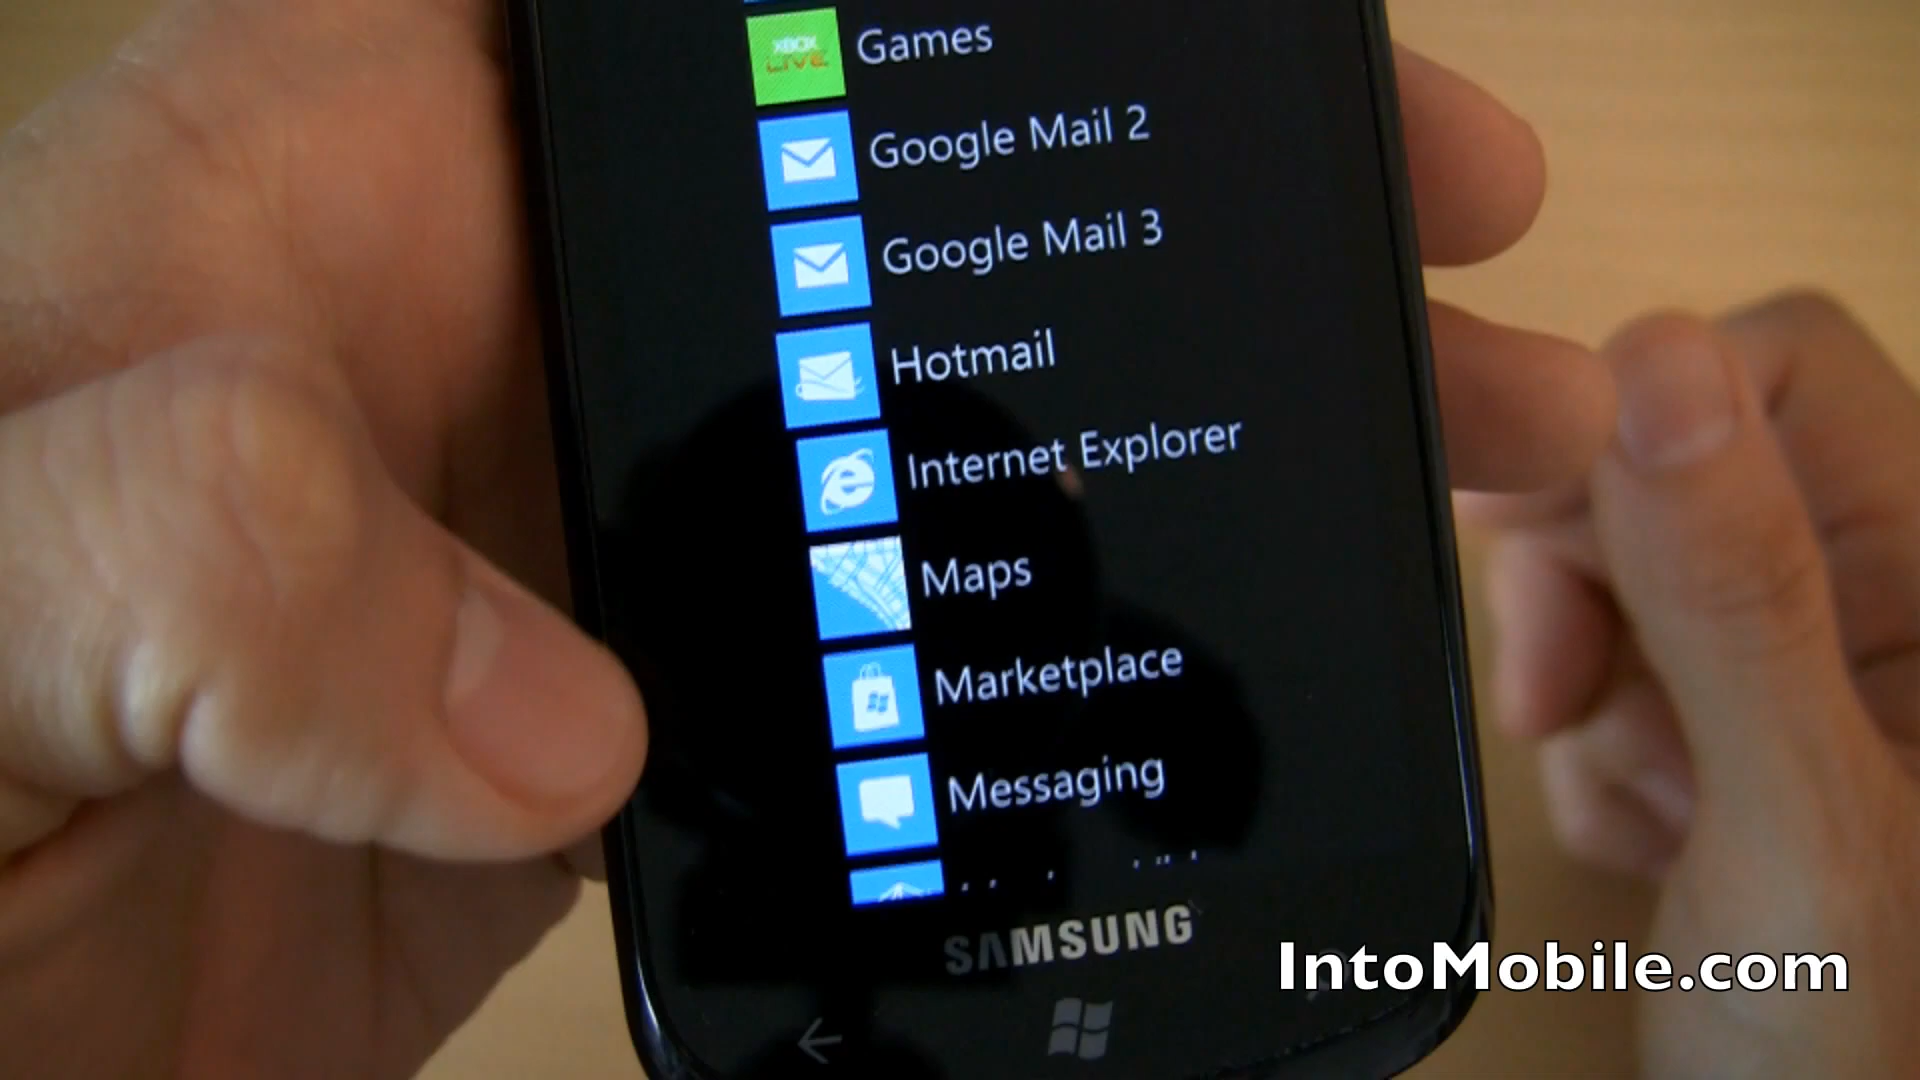 XBOX
LIVE
Games
Google Mail 2
Google Mail 3
Hotmail
Internet Explorer
Maps
Marketplace
Messaging
SAMSUNG
IntoMobile.com